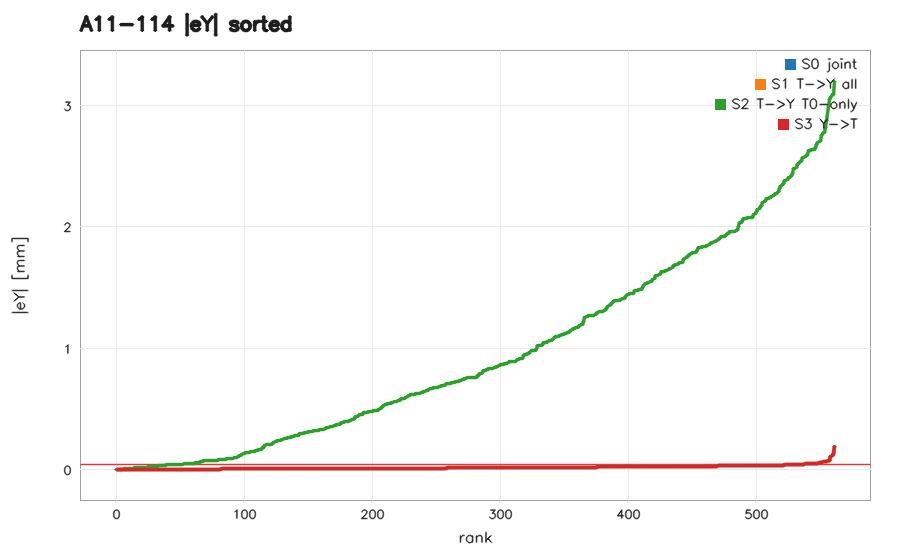 A11-114 |eY| sorted
S0 joint
S1 T->Y all
S2 T->Y T0-only
S3 Y->T
3
2
1
0
|eY| [mm]
0 100 200 300 400 500
rank